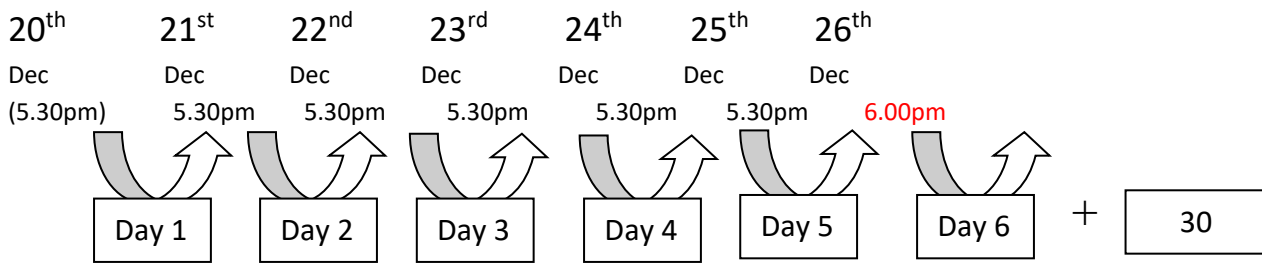 20th 21st 22nd 23rd 24th 25th 26th
Dec Dec Dec Dec Dec Dec Dec
(5.30pm) 5.30pm 5.30pm 5.30pm 5.30pm 5.30pm 6.00pm
Day 1 Day 2 Day 3 Day 4 Day 5 Day 6 + 30